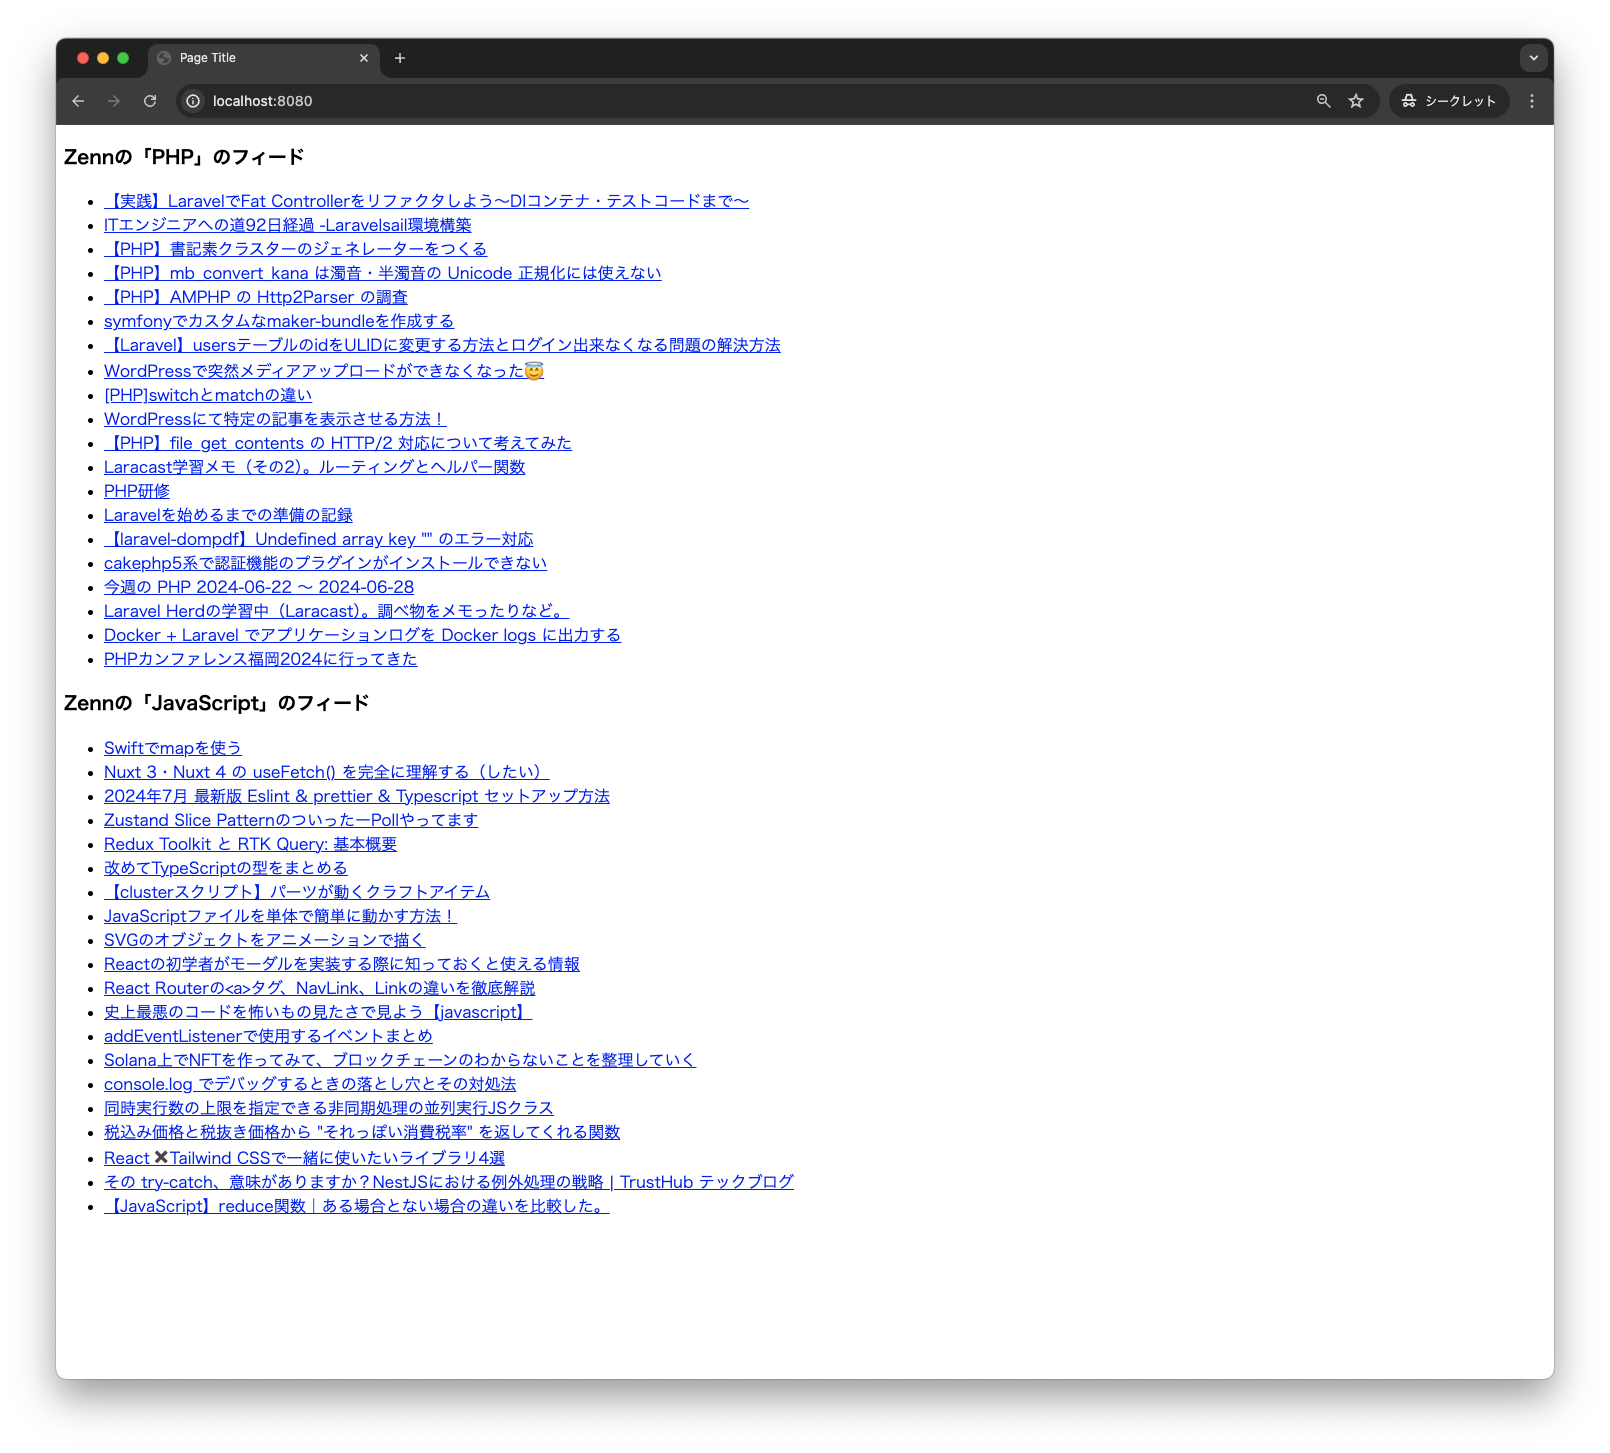 Page Title
localhost:8080
シークレット
Zennの「PHP」のフィード
【実践】LaravelでFat Controllerをリファクタしよう〜DIコンテナ・テストコードまで〜
ITエンジニアへの道92日経過 -Laravelsail環境構築
【PHP】書記素クラスターのジェネレーターをつくる
【PHP】mb_convert_kana は濁音・半濁音の Unicode 正規化には使えない
【PHP】AMPHP の Http2Parser の調査
symfonyでカスタムなmaker-bundleを作成する
【Laravel】usersテーブルのidをULIDに変更する方法とログイン出来なくなる問題の解決方法
WordPressで突然メディアアップロードができなくなった😇
[PHP]switchとmatchの違い
WordPressにて特定の記事を表示させる方法！
【PHP】file_get_contents の HTTP/2 対応について考えてみた
Laracast学習メモ（その2）。ルーティングとヘルパー関数
PHP研修
Laravelを始めるまでの準備の記録
【laravel-dompdf】Undefined array key "" のエラー対応
cakephp5系で認証機能のプラグインがインストールできない
今週の PHP 2024-06-22 〜 2024-06-28
Laravel Herdの学習中（Laracast）。調べ物をメモったりなど。
Docker + Laravel でアプリケーションログを Docker logs に出力する
PHPカンファレンス福岡2024に行ってきた
Zennの「JavaScript」のフィード
Swiftでmapを使う
Nuxt 3・Nuxt 4 の useFetch() を完全に理解する（したい）
2024年7月 最新版 Eslint & prettier & Typescript セットアップ方法
Zustand Slice PatternのついったーPollやってます
Redux Toolkit と RTK Query: 基本概要
改めてTypeScriptの型をまとめる
【clusterスクリプト】パーツが動くクラフトアイテム
JavaScriptファイルを単体で簡単に動かす方法！
SVGのオブジェクトをアニメーションで描く
Reactの初学者がモーダルを実装する際に知っておくと使える情報
React Routerの<a>タグ、NavLink、Linkの違いを徹底解説
史上最悪のコードを怖いもの見たさで見よう【javascript】
addEventListenerで使用するイベントまとめ
Solana上でNFTを作ってみて、ブロックチェーンのわからないことを整理していく
console.log でデバッグするときの落とし穴とその対処法
同時実行数の上限を指定できる非同期処理の並列実行JSクラス
税込み価格と税抜き価格から "それっぽい消費税率" を返してくれる関数
React ✖️Tailwind CSSで一緒に使いたいライブラリ4選
その try-catch、意味がありますか？NestJSにおける例外処理の戦略 | TrustHub テックブログ
【JavaScript】reduce関数｜ある場合とない場合の違いを比較した。